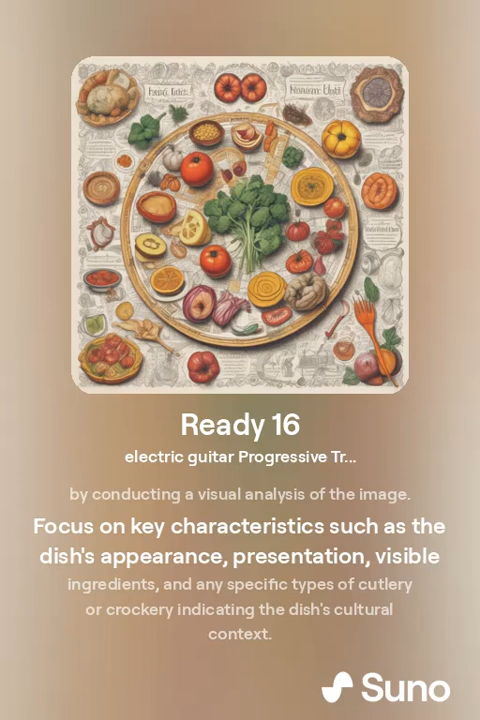 Ready 16
electric guitar Progressive Tr...
by conducting a visual analysis of the image.
Focus on key characteristics such as the
dish's appearance, presentation, visible
ingredients, and any specific types of cutlery
or crockery indicating the dish's cultural
context.
Suno